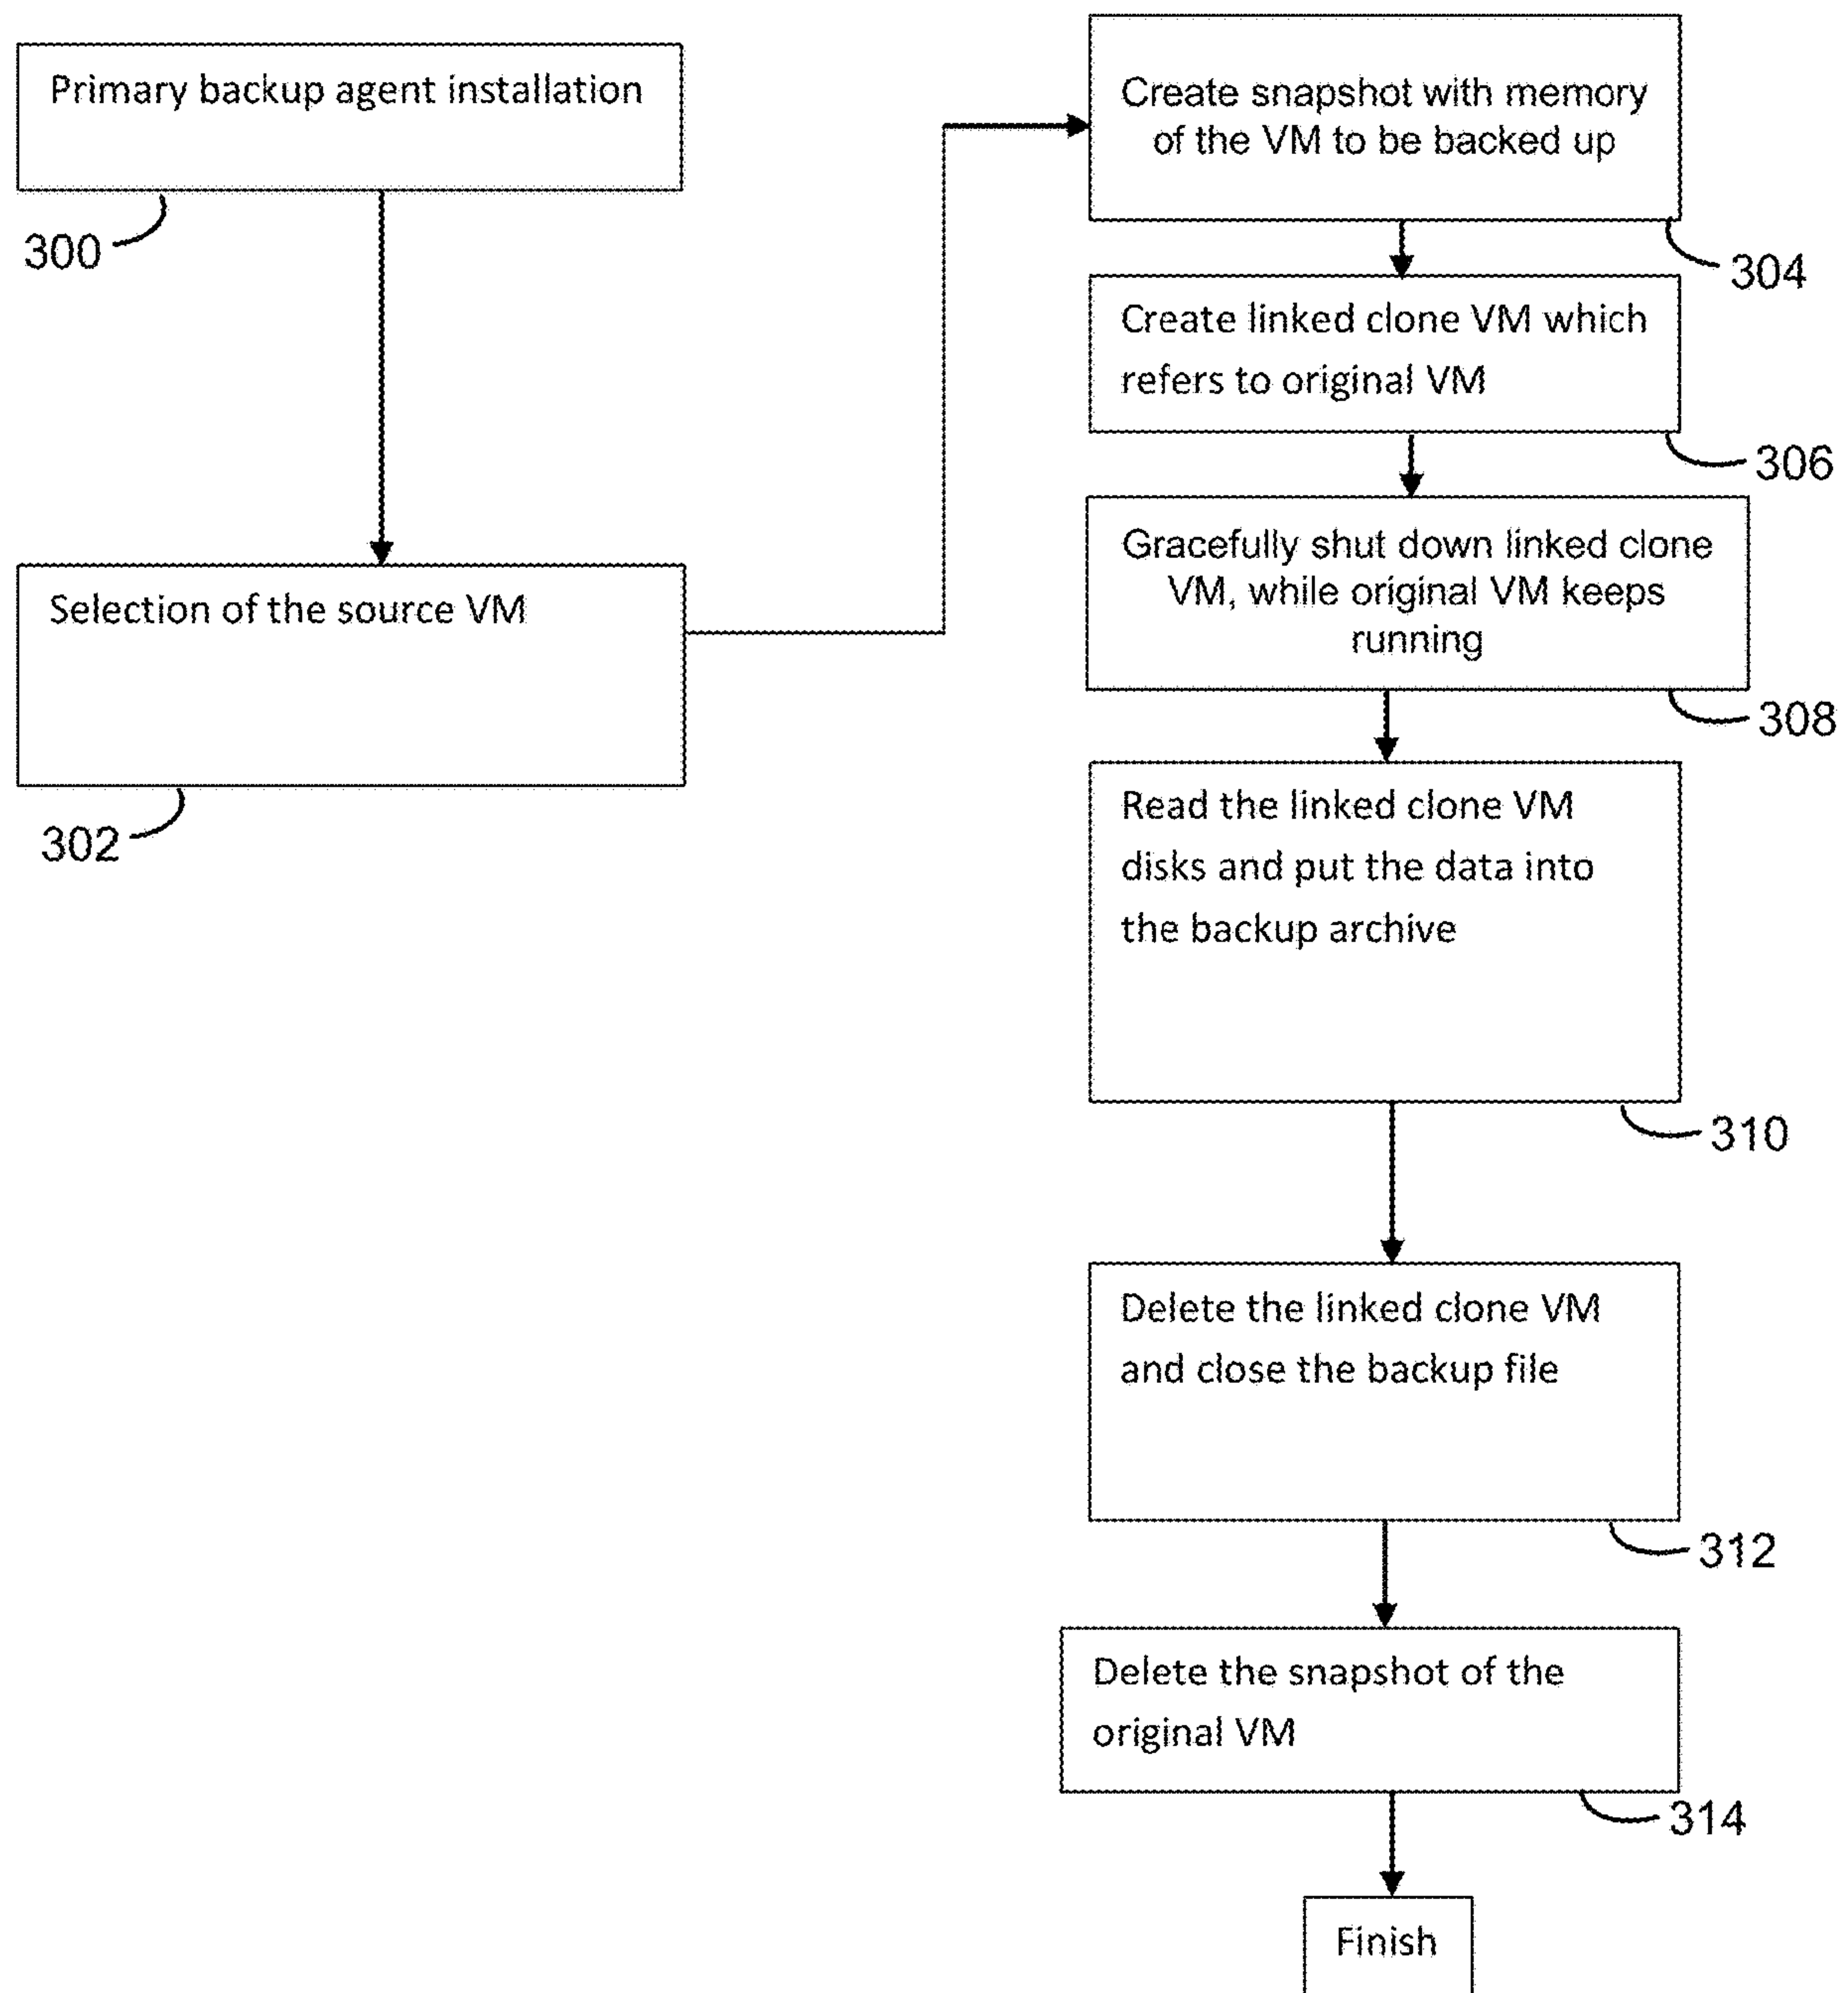 Primary backup agent installation
300
Selection of the source VM
302
Create snapshot with memory
of the VM to be backed up
304
Create linked clone VM which
refers to original VM
306
Gracefully shut down linked clone
VM, while original VM keeps
running
308
Read the linked clone VM
disks and put the data into
the backup archive
310
Delete the linked clone VM
and close the backup file
312
Delete the snapshot of the
original VM
314
Finish